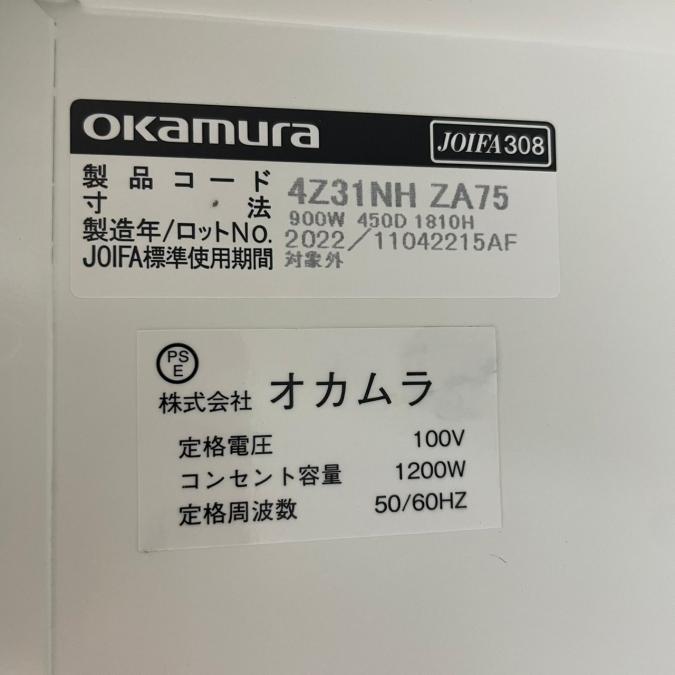 okamura
JOIFA308
製品コード 4Z31NH ZA75
寸法 900W 450D 1810H
製造年/ロットNo. 2022/11042215AF
JOIFA標準使用期間 対象外
PSE
株式会社 オカムラ
定格電圧 100V
コンセント容量 1200W
定格周波数 50/60HZ